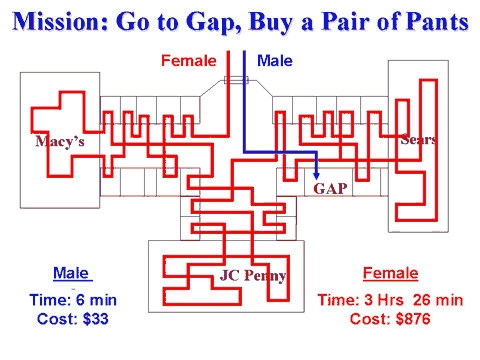 Mission: Go to Gap, Buy a Pair of Pants
Female Male
Macy's
Sears
GAP
JC Penny
Male
Time: 6 min
Cost: $33
Female
Time: 3 Hrs 26 min
Cost: $876